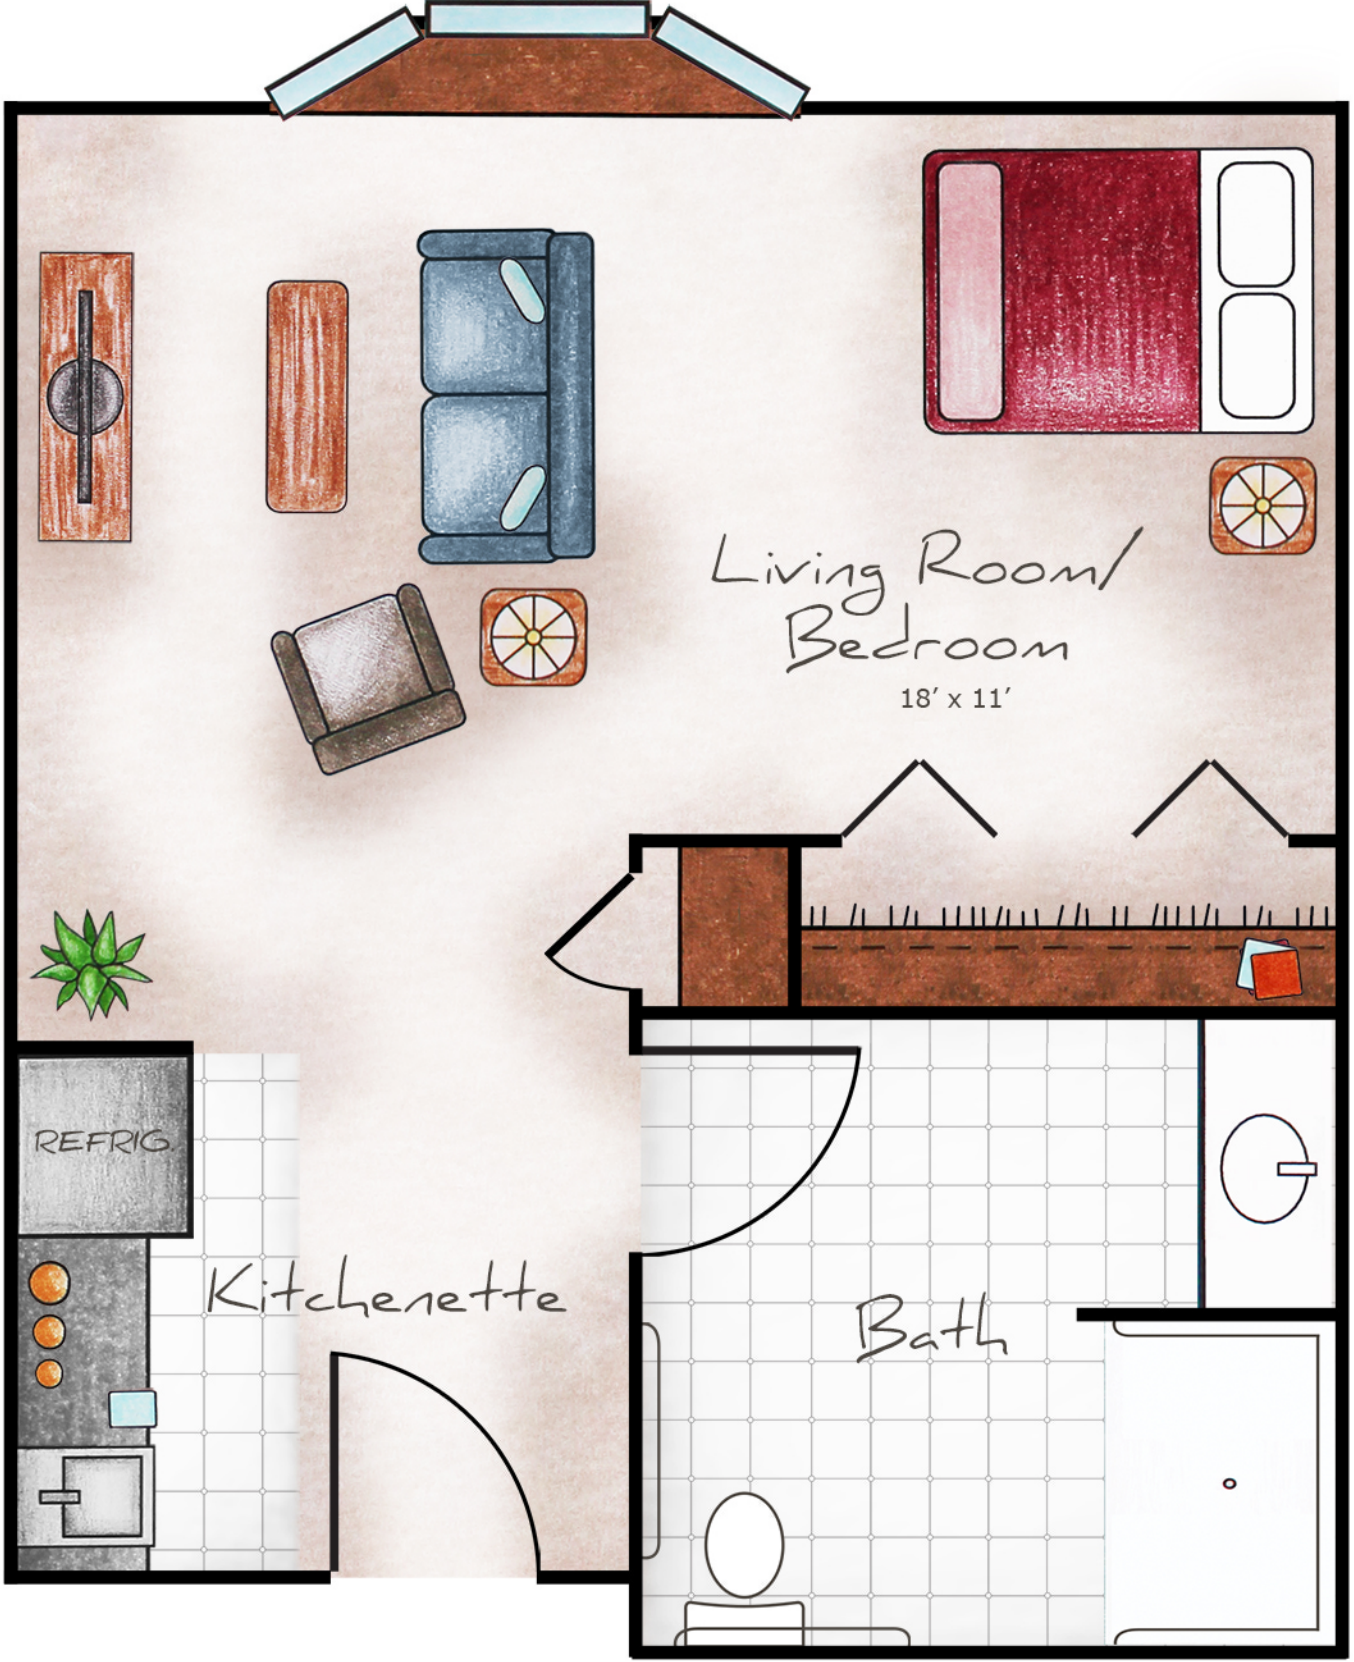 Living Room/
Bedroom
18′ x 11′
REFRIG.
Kitchenette
Bath